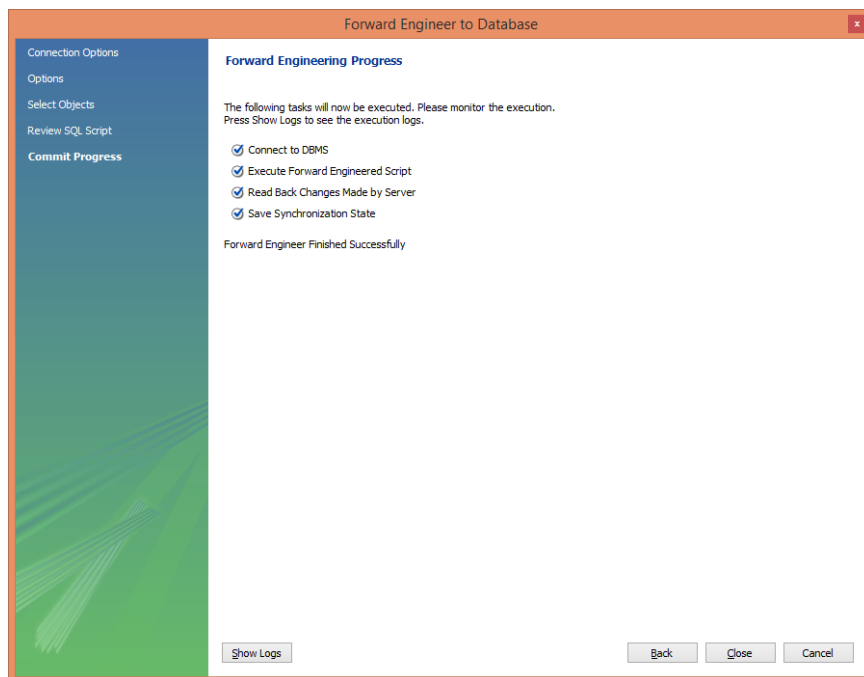 Forward Engineer to Database
x
Connection Options
Options
Select Objects
Review SQL Script
Commit Progress
Forward Engineering Progress
The following tasks will now be executed. Please monitor the execution.
Press Show Logs to see the execution logs.
Connect to DBMS
Execute Forward Engineered Script
Read Back Changes Made by Server
Save Synchronization State
Forward Engineer Finished Successfully
Show Logs
Back
Close
Cancel